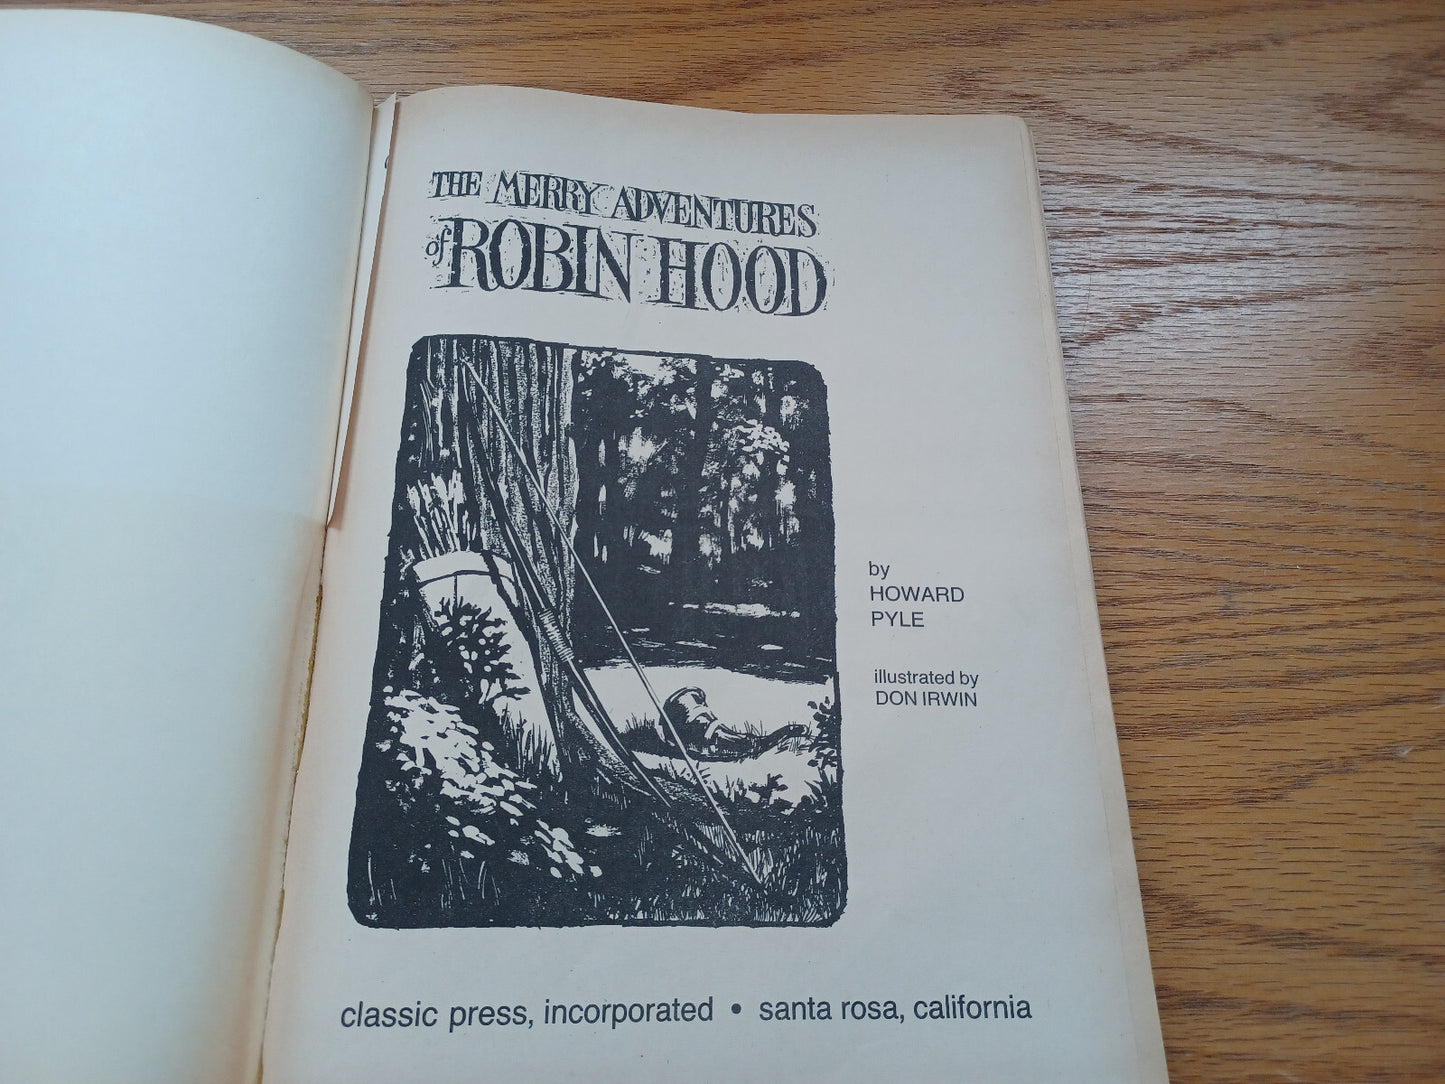 THE MERRY ADVENTURES
of ROBIN HOOD
by
HOWARD
PYLE
illustrated by
DON IRWIN
classic press, incorporated • santa rosa, california